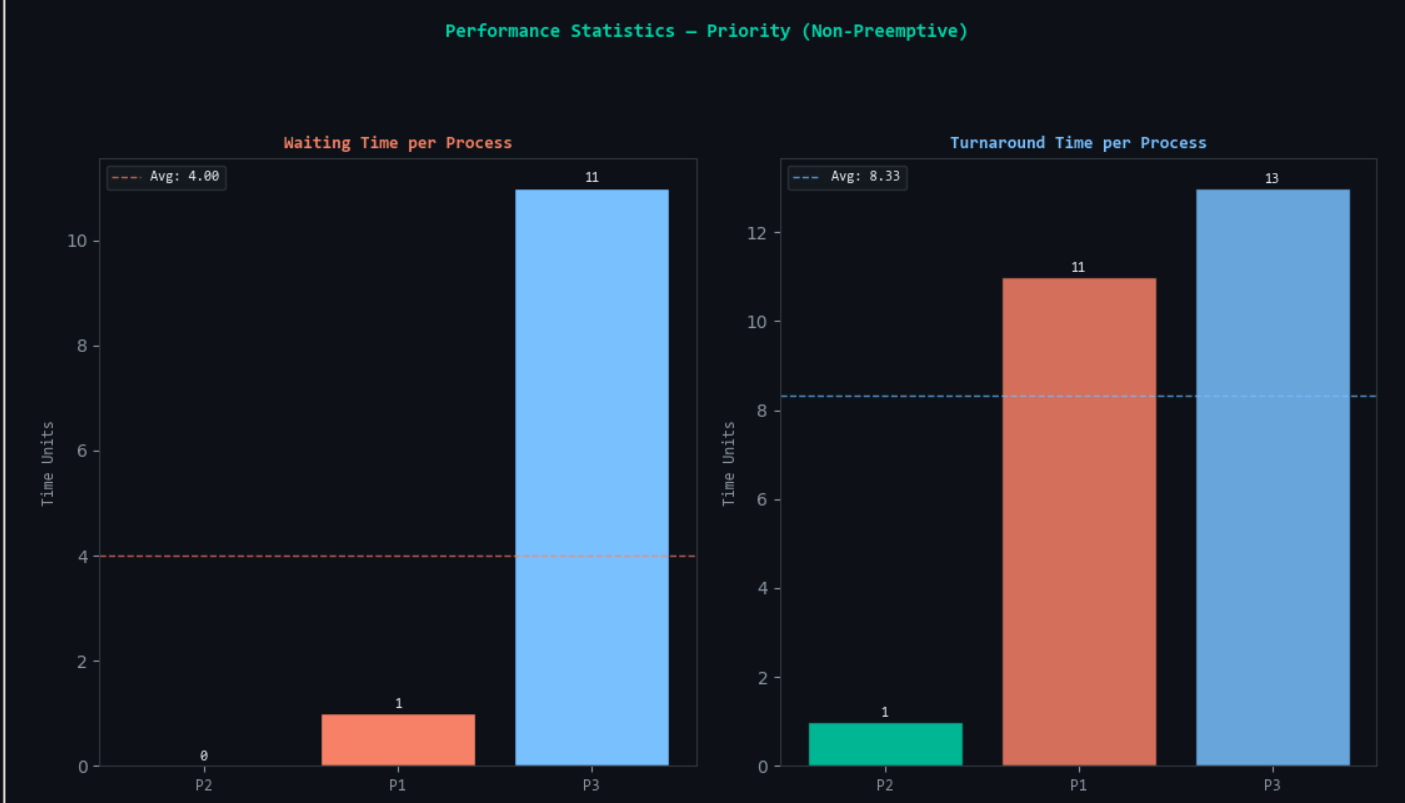 Performance Statistics — Priority (Non-Preemptive)
Waiting Time per Process
Avg: 4.00
11
10
8
6
4
2
0
Time Units
1
0
P2
P1
P3
Turnaround Time per Process
Avg: 8.33
13
12
11
10
8
6
4
2
0
Time Units
1
P2
P1
P3